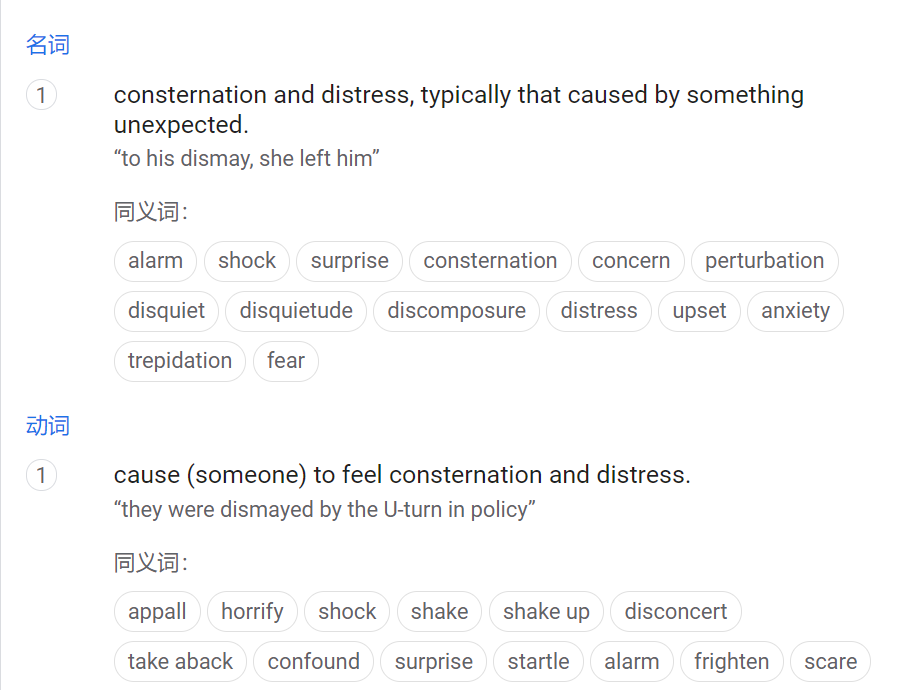 名词
1
consternation and distress, typically that caused by something
unexpected.
“to his dismay, she left him”
同义词：
alarm shock surprise consternation concern perturbation
disquiet disquietude discomposure distress upset anxiety
trepidation fear
动词
1
cause (someone) to feel consternation and distress.
“they were dismayed by the U-turn in policy”
同义词：
appall horrify shock shake shake up disconcert
take aback confound surprise startle alarm frighten scare